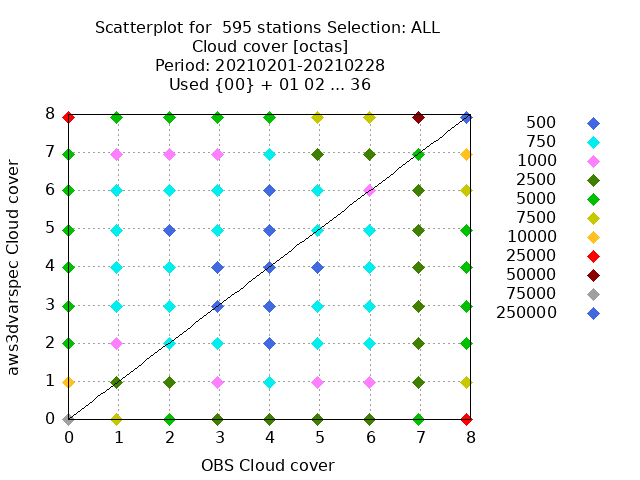 Scatterplot for  595 stations Selection: ALL
Cloud cover [octas]
Period: 20210201-20210228
Used {00} + 01 02 ... 36
8
7
6
5
4
3
2
1
0
aws3dvarspec Cloud cover
0 1 2 3 4 5 6 7 8
OBS Cloud cover
500
750
1000
2500
5000
7500
10000
25000
50000
75000
250000